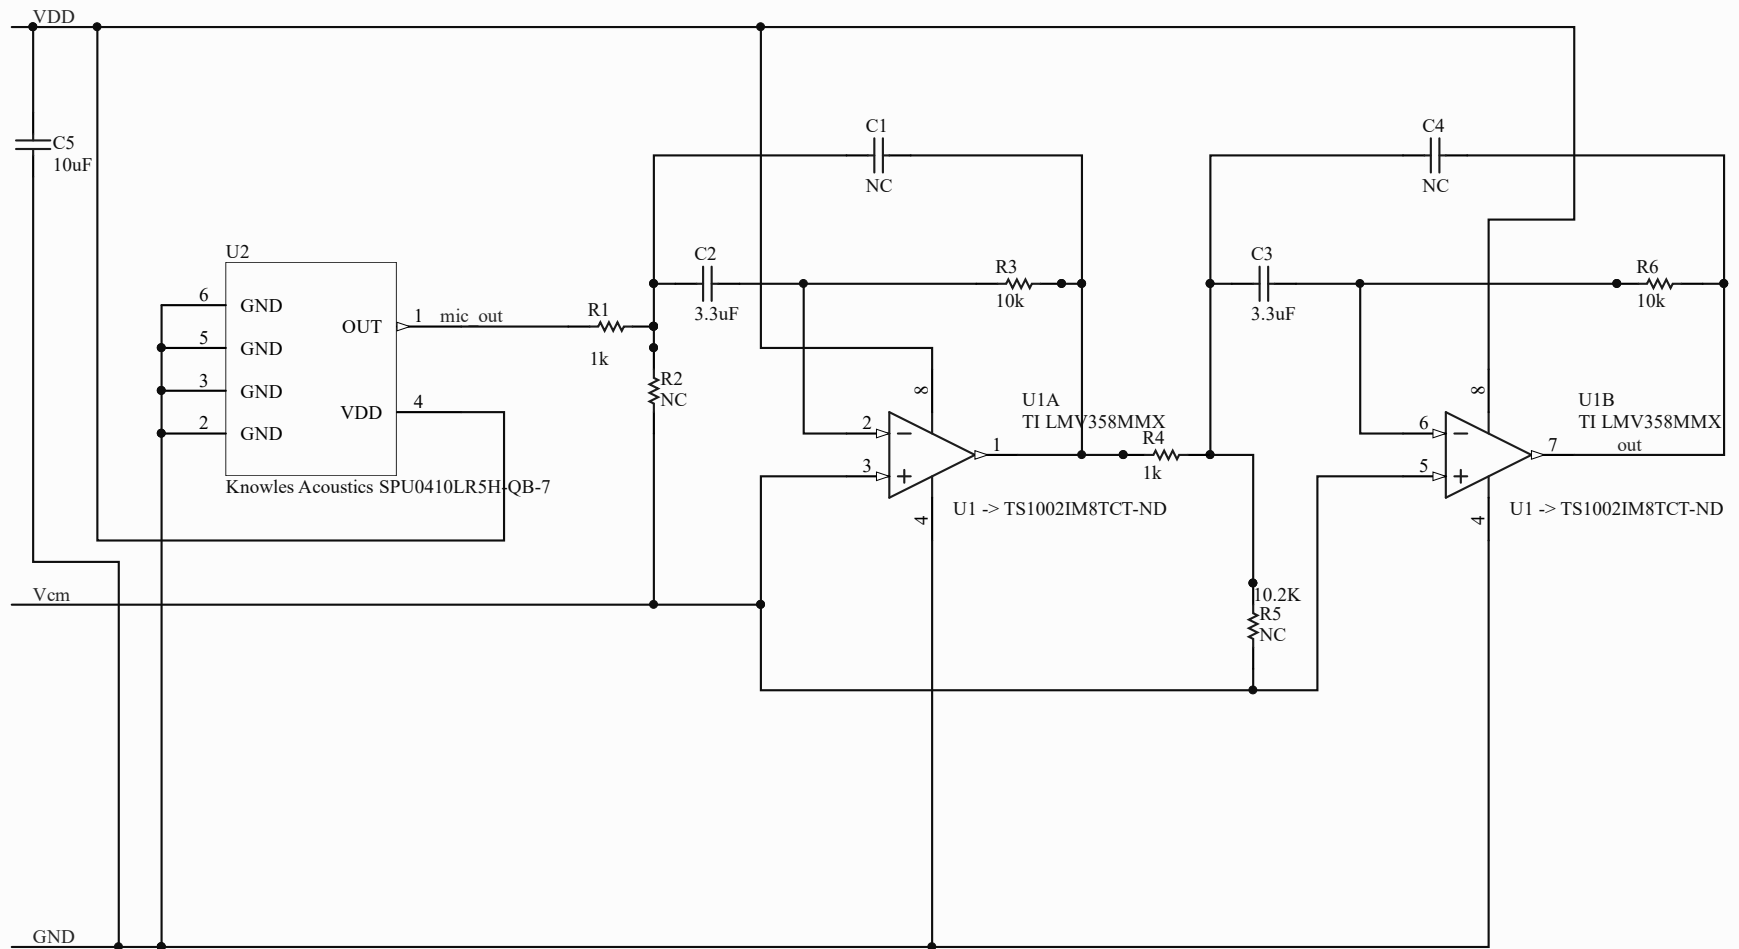 VDD
C5
10uF
C1
NC
C4
NC
U2
6
GND
5
GND
3
GND
2
GND
OUT
1
mic_out
VDD
4
Knowles Acoustics SPU0410LR5H-QB-7
R1
1k
R2
NC
C2
3.3uF
R3
10k
8
2
3
1
4
U1A
TI LMV358MMX
U1 -> TS1002IM8TCT-ND
R4
1k
C3
3.3uF
R6
10k
8
6
5
7
4
U1B
TI LMV358MMX
out
U1 -> TS1002IM8TCT-ND
10.2K
R5
NC
Vcm
GND